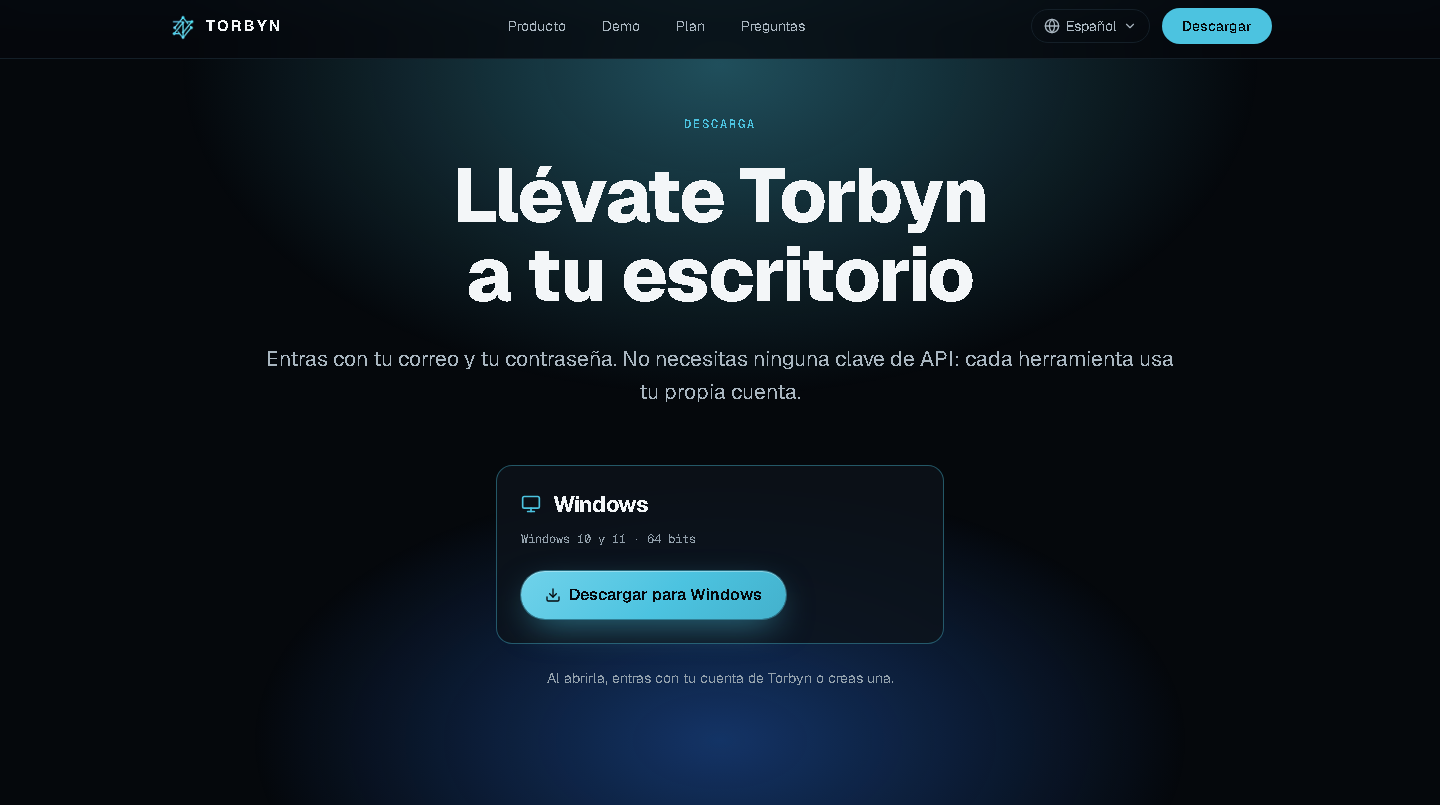 TORBYN
Producto
Demo
Plan
Preguntas
Español
Descargar
DESCARGA
Llévate Torbyn
a tu escritorio
Entras con tu correo y tu contraseña. No necesitas ninguna clave de API: cada herramienta usa
tu propia cuenta.
Windows
Windows 10 y 11 · 64 bits
Descargar para Windows
Al abrirla, entras con tu cuenta de Torbyn o creas una.